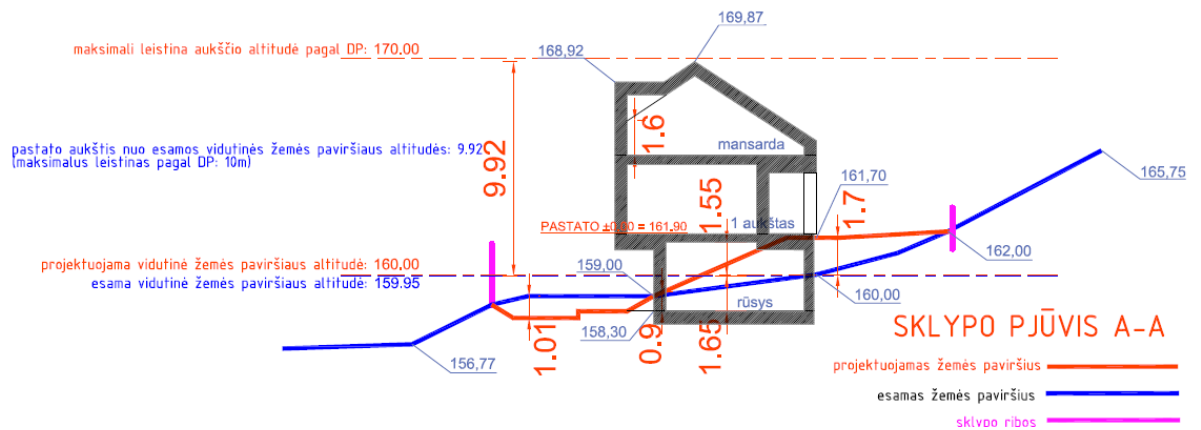 169,87
maksimali leistina aukščio altitudė pagal DP: 170.00
168,92
pastato aukštis nuo esamos vidutinės žemės paviršiaus altitudės: 9.92
(maksimalus leistinas pagal DP: 10m)
9.92
1.6
mansarda
161,70
165,75
1.55
1.7
PASTATO ±0.00 = 161.90
1 aukštas
162,00
projektuojama vidutinė žemės paviršiaus altitudė: 160.00
esama vidutinė žemės paviršiaus altitudė: 159.95
159,00
160,00
rūsys
158,30
1.01
0.9
1.65
156,77
SKLYPO PJŪVIS A-A
projektuojamas žemės paviršius
esamas žemės paviršius
sklypo ribos